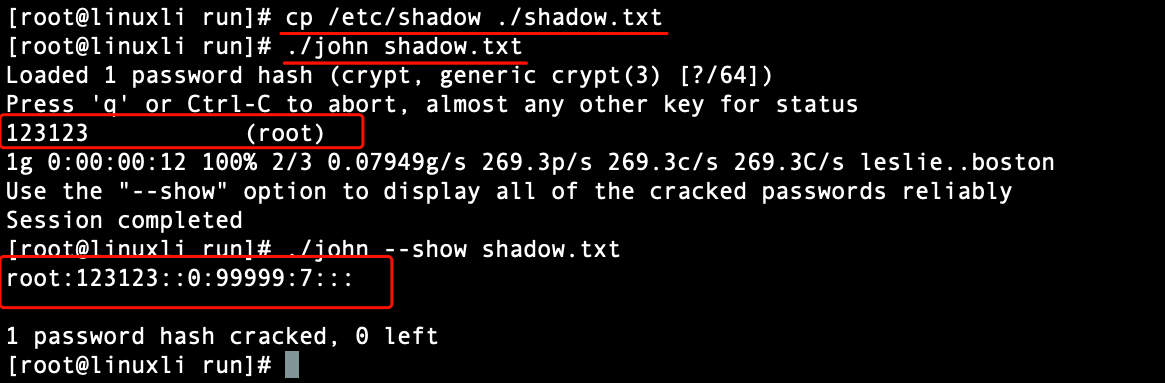 [root@linuxli run]# cp /etc/shadow ./shadow.txt
[root@linuxli run]# ./john shadow.txt
Loaded 1 password hash (crypt, generic crypt(3) [?/64])
Press 'q' or Ctrl-C to abort, almost any other key for status
123123           (root)
1g 0:00:00:12 100% 2/3 0.07949g/s 269.3p/s 269.3c/s 269.3C/s leslie..boston
Use the "--show" option to display all of the cracked passwords reliably
Session completed
[root@linuxli run]# ./john --show shadow.txt
root:123123::0:99999:7:::
1 password hash cracked, 0 left
[root@linuxli run]#